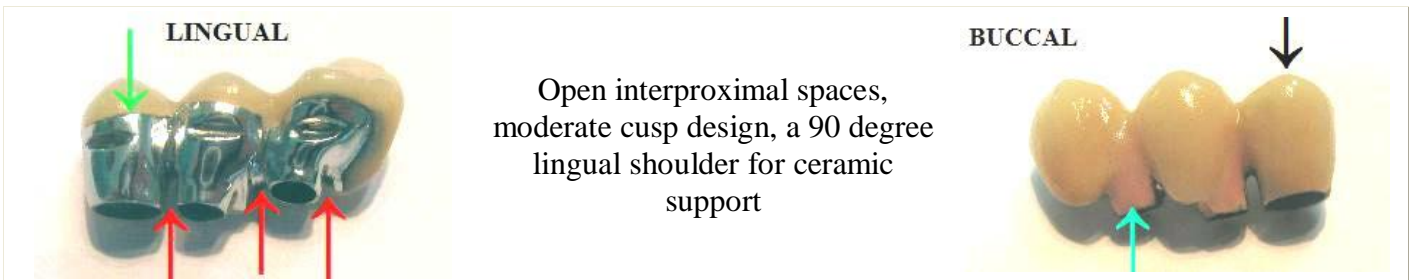 LINGUAL
Open interproximal spaces,
moderate cusp design, a 90 degree
lingual shoulder for ceramic
support
BUCCAL